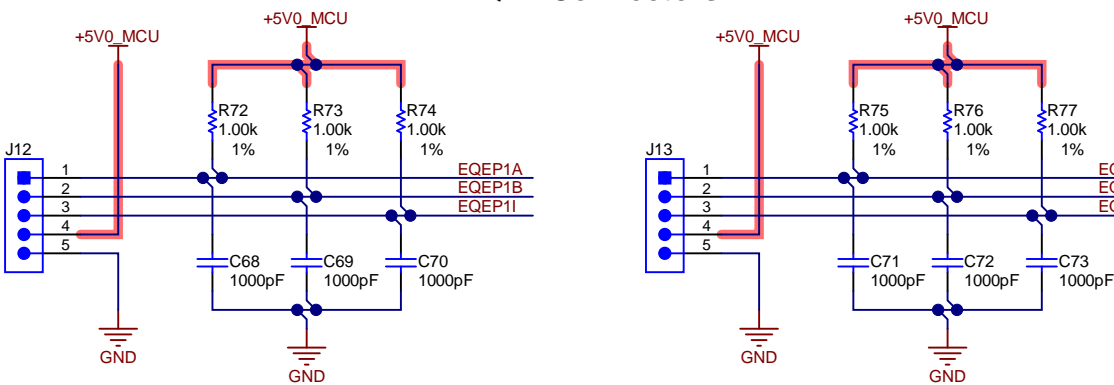 +5V0_MCU
+5V0_MCU
R72
1.00k
1%
R73
1.00k
1%
R74
1.00k
1%
J12
1
2
3
4
5
EQEP1A
EQEP1B
EQEP1I
C68
1000pF
C69
1000pF
C70
1000pF
GND
GND
+5V0_MCU
+5V0_MCU
R75
1.00k
1%
R76
1.00k
1%
R77
1.00k
1%
J13
1
2
3
4
5
C71
1000pF
C72
1000pF
C73
1000pF
GND
GND